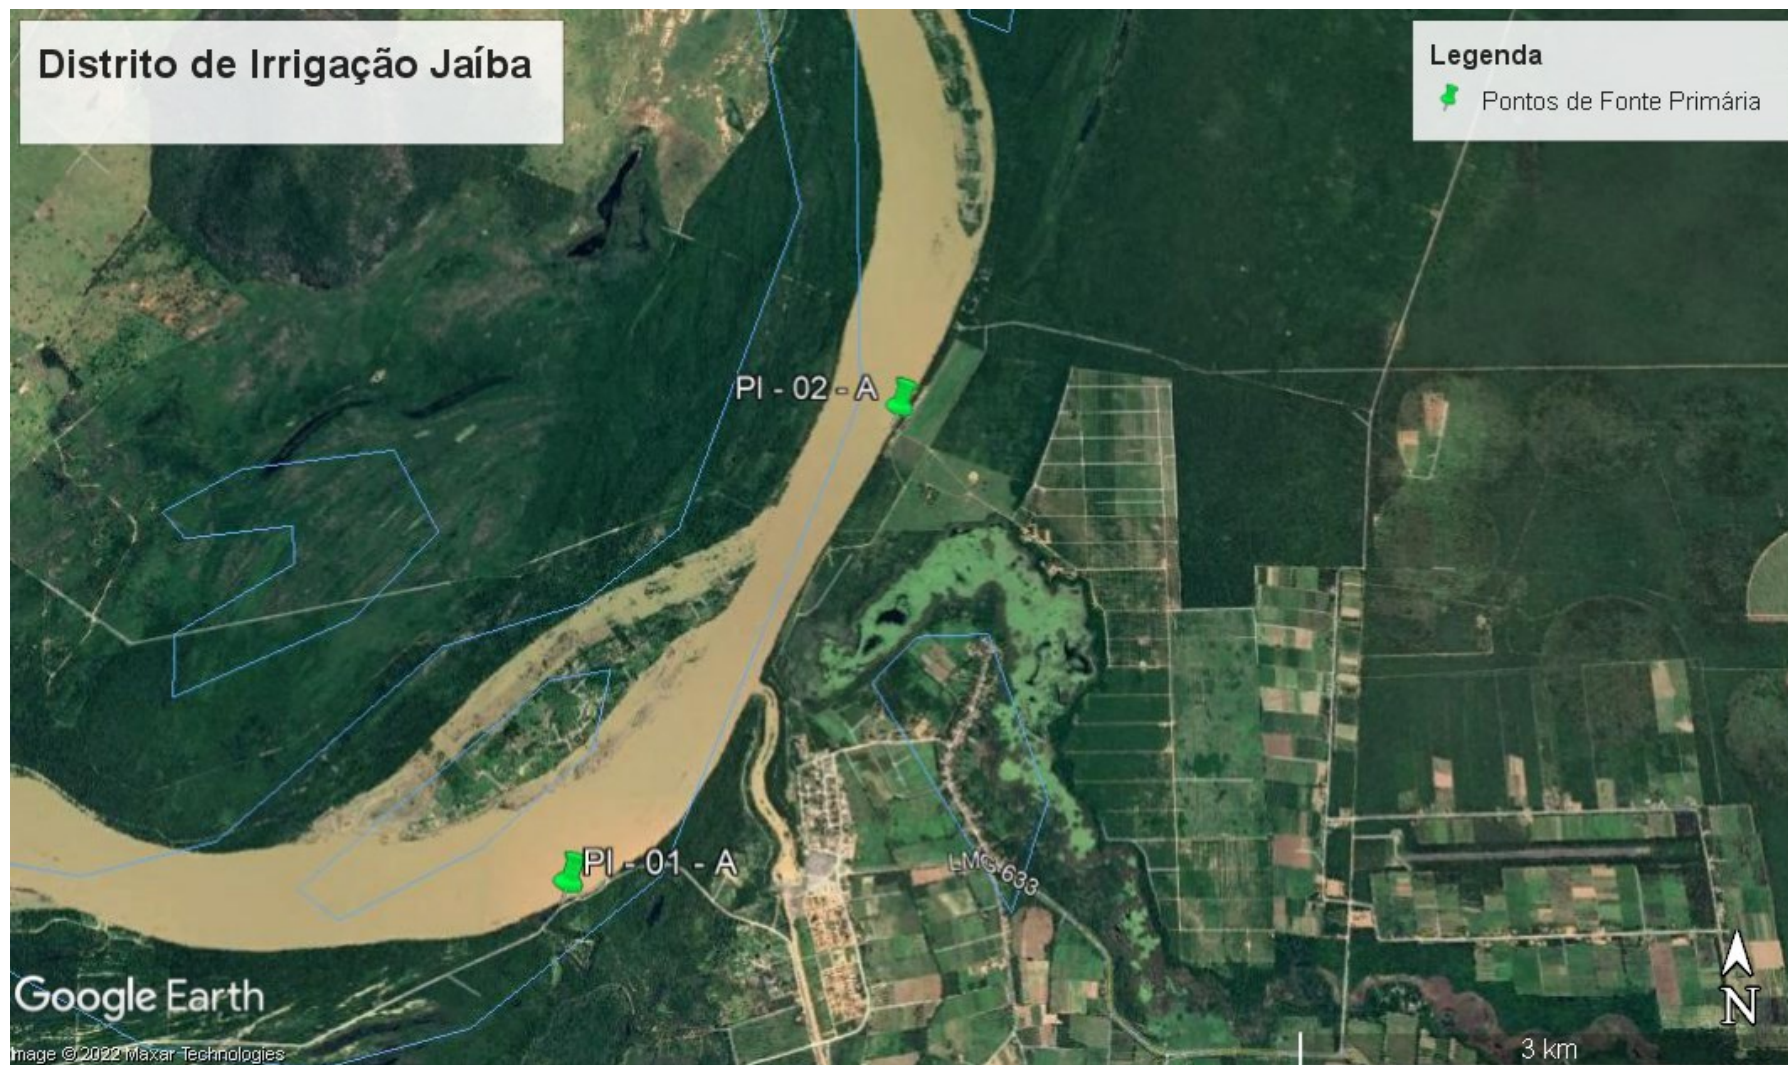 Distrito de Irrigação Jaíba
Legenda
Pontos de Fonte Primária
PI - 02 - A
PI - 01 - A
LMG-633
Google Earth
mage © 2022 Maxar Technologies
3 km
N